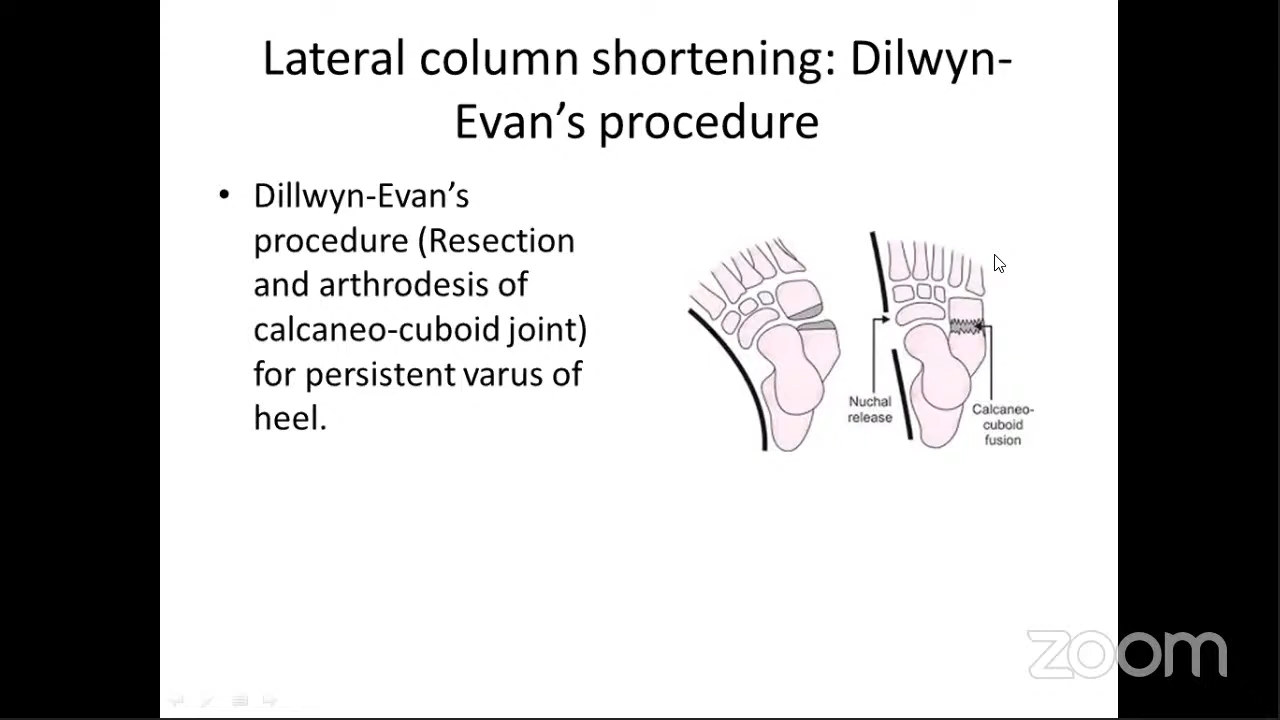 Lateral column shortening: Dilwyn-
Evan's procedure
• Dillwyn-Evan's
procedure (Resection
and arthrodesis of
calcaneo-cuboid joint)
for persistent varus of
heel.
Nuchal
release
Calcaneo-
cuboid
fusion
zoom